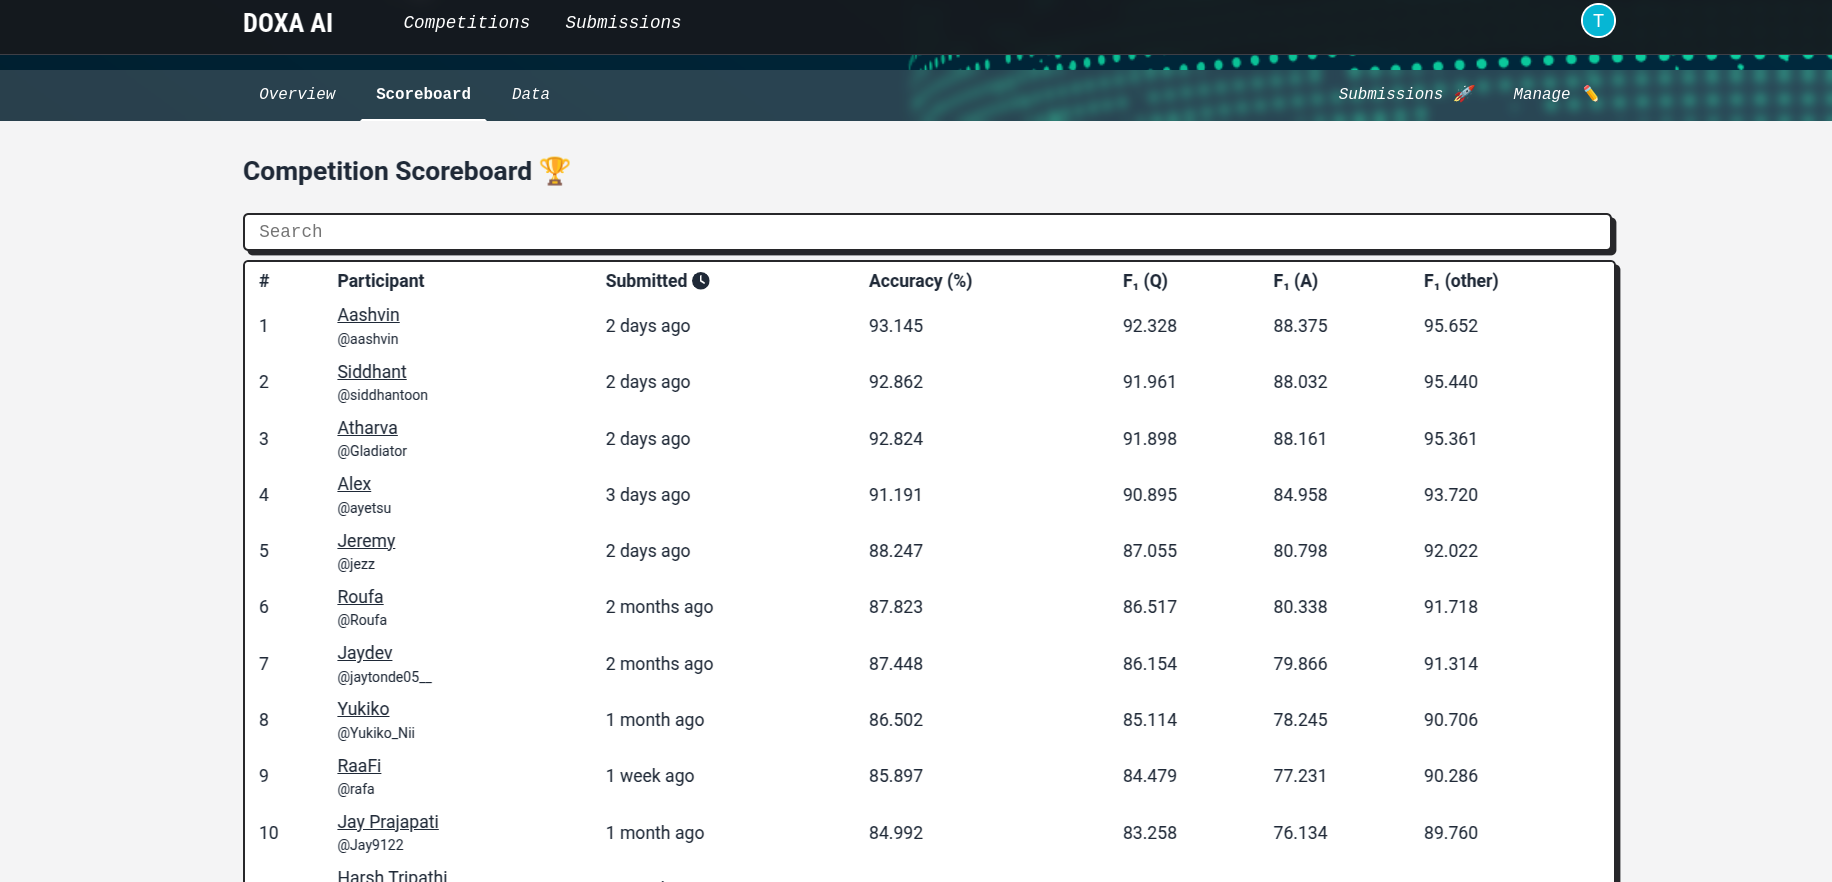 DOXA AI Competitions Submissions T
Overview Scoreboard Data Submissions 🚀 Manage ✏️
Competition Scoreboard 🏆
Search
# Participant Submitted Accuracy (%) F₁ (Q) F₁ (A) F₁ (other)
1 Aashvin 2 days ago 93.145 92.328 88.375 95.652
@aashvin
2 Siddhant 2 days ago 92.862 91.961 88.032 95.440
@siddhantoon
3 Atharva 2 days ago 92.824 91.898 88.161 95.361
@Gladiator
4 Alex 3 days ago 91.191 90.895 84.958 93.720
@ayetsu
5 Jeremy 2 days ago 88.247 87.055 80.798 92.022
@jezz
6 Roufa 2 months ago 87.823 86.517 80.338 91.718
@Roufa
7 Jaydev 2 months ago 87.448 86.154 79.866 91.314
@jaytonde05__
8 Yukiko 1 month ago 86.502 85.114 78.245 90.706
@Yukiko_Nii
9 RaaFi 1 week ago 85.897 84.479 77.231 90.286
@rafa
10 Jay Prajapati 1 month ago 84.992 83.258 76.134 89.760
@Jay9122
Harsh Tripathi